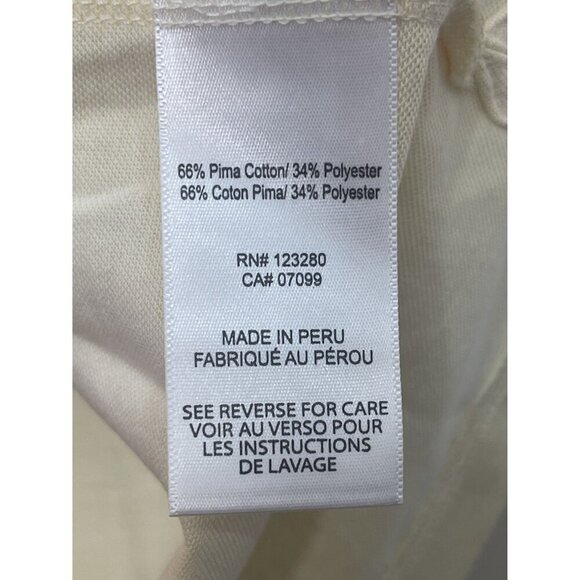 66% Pima Cotton/ 34% Polyester
66% Coton Pima/ 34% Polyester
RN# 123280
CA# 07099
MADE IN PERU
FABRIQUÉ AU PÉROU
SEE REVERSE FOR CARE
VOIR AU VERSO POUR
LES INSTRUCTIONS
DE LAVAGE